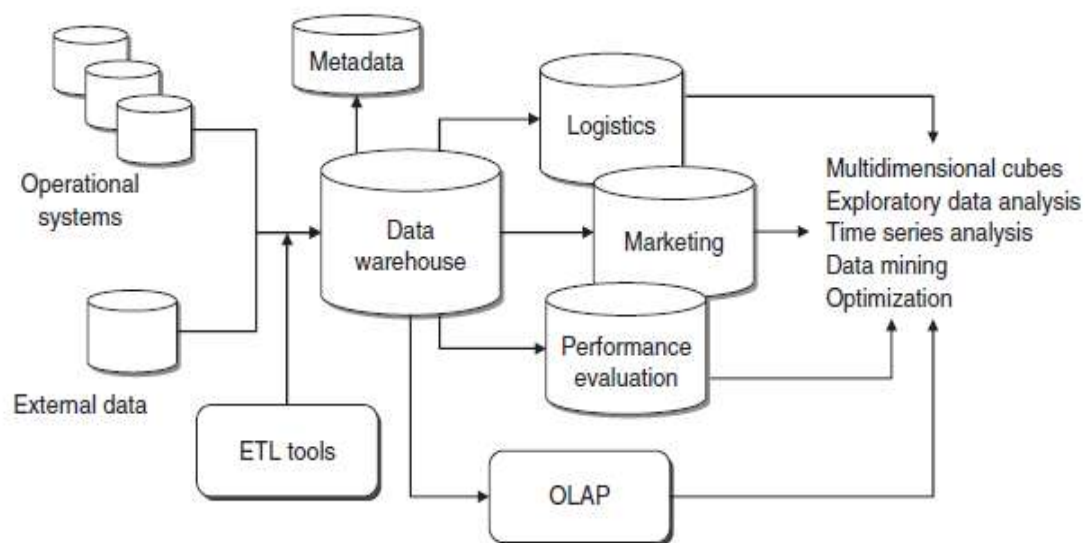 Metadata
Logistics
Operational
systems
Data
warehouse
Marketing
Multidimensional cubes
Exploratory data analysis
Time series analysis
Data mining
Optimization
Performance
evaluation
External data
ETL tools
OLAP